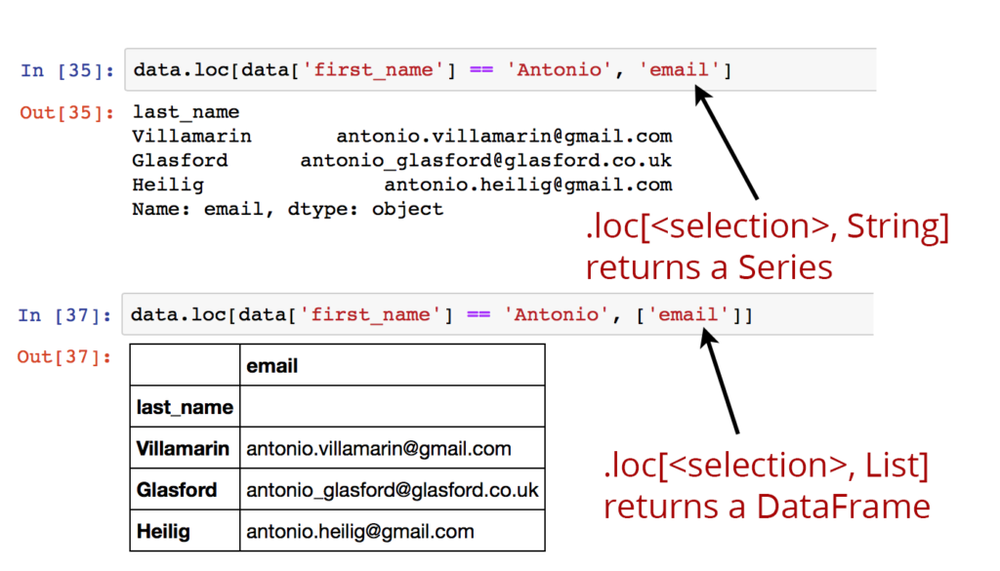 In [35]: data.loc[data['first_name'] == 'Antonio', 'email']
Out[35]: last_name
Villamarin antonio.villamarin@gmail.com
Glasford antonio_glasford@glasford.co.uk
Heilig antonio.heilig@gmail.com
Name: email, dtype: object
.loc[<selection>, String]
returns a Series
In [37]: data.loc[data['first_name'] == 'Antonio', ['email']]
Out[37]:
email
last_name
Villamarin antonio.villamarin@gmail.com
Glasford antonio_glasford@glasford.co.uk
Heilig antonio.heilig@gmail.com
.loc[<selection>, List]
returns a DataFrame